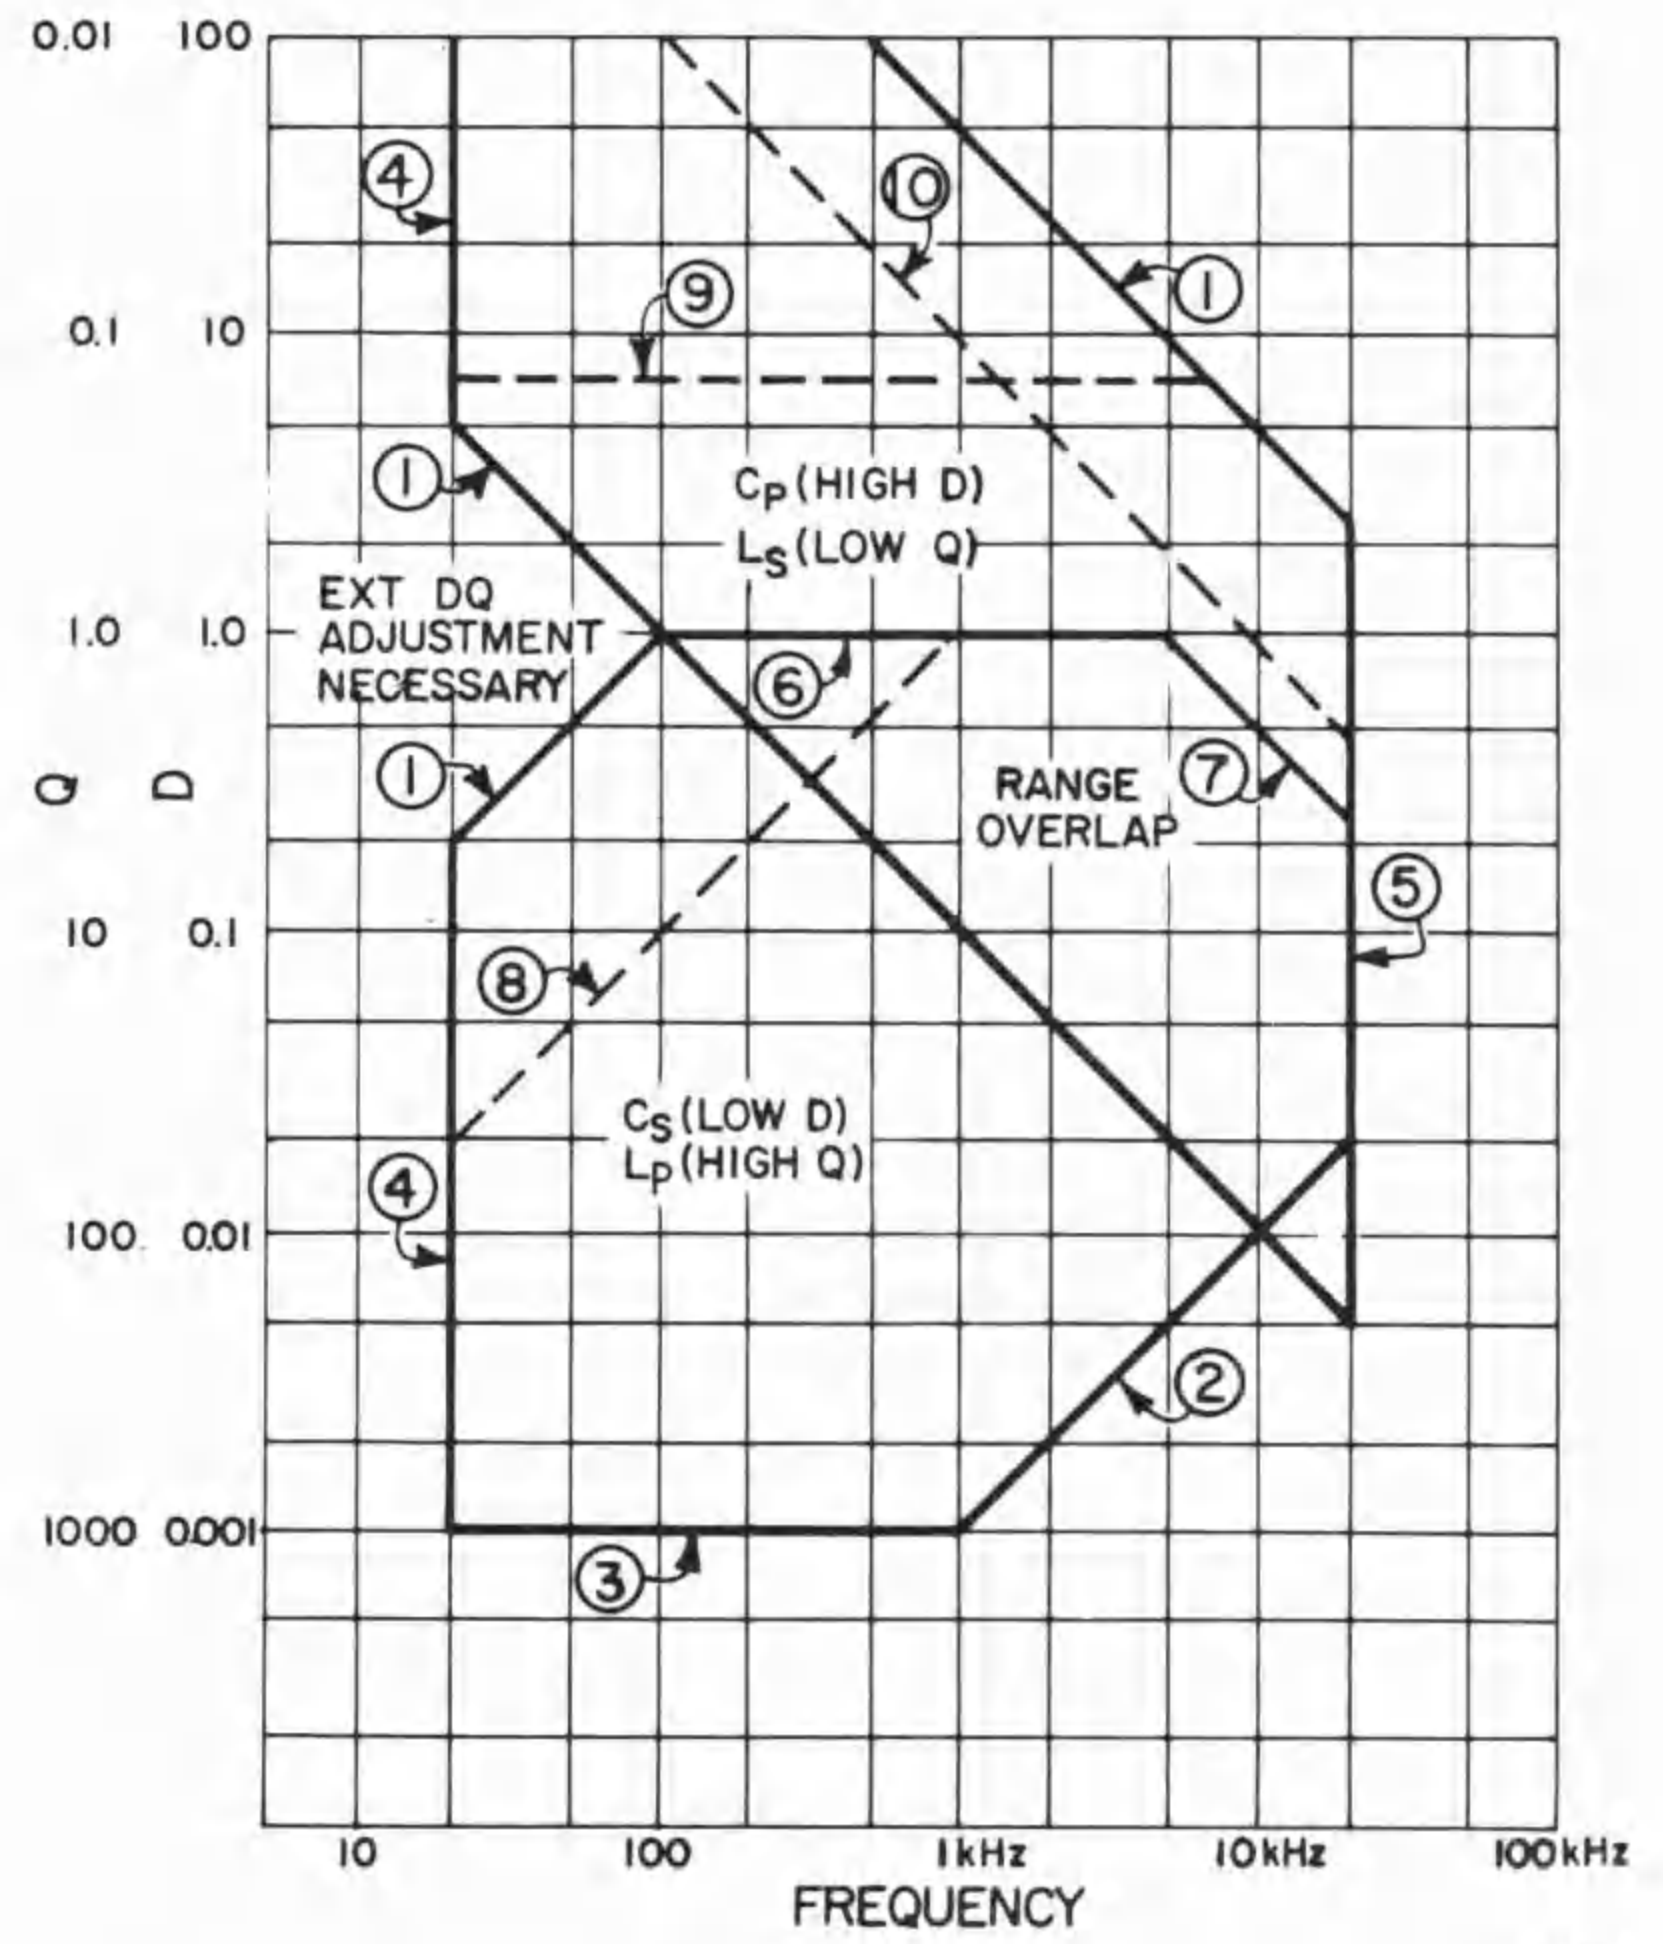 0.01 100
4
10
9
1
0.1 10
1
CP (HIGH D)
LS (LOW Q)
EXT DQ
ADJUSTMENT
NECESSARY
1.0 1.0
6
1
RANGE
OVERLAP
7
Q D
5
10 0.1
8
CS (LOW D)
LP (HIGH Q)
4
100 0.01
2
1000 0.001
3
10 100 1kHz 10kHz 100kHz
FREQUENCY